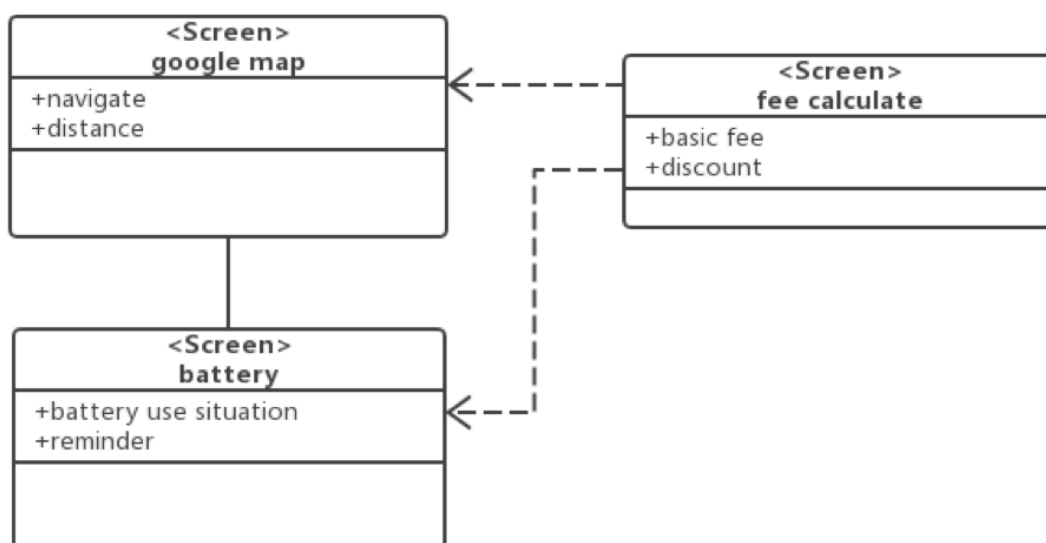 <Screen>
google map
+navigate
+distance
<Screen>
fee calculate
+basic fee
+discount
<Screen>
battery
+battery use situation
+reminder